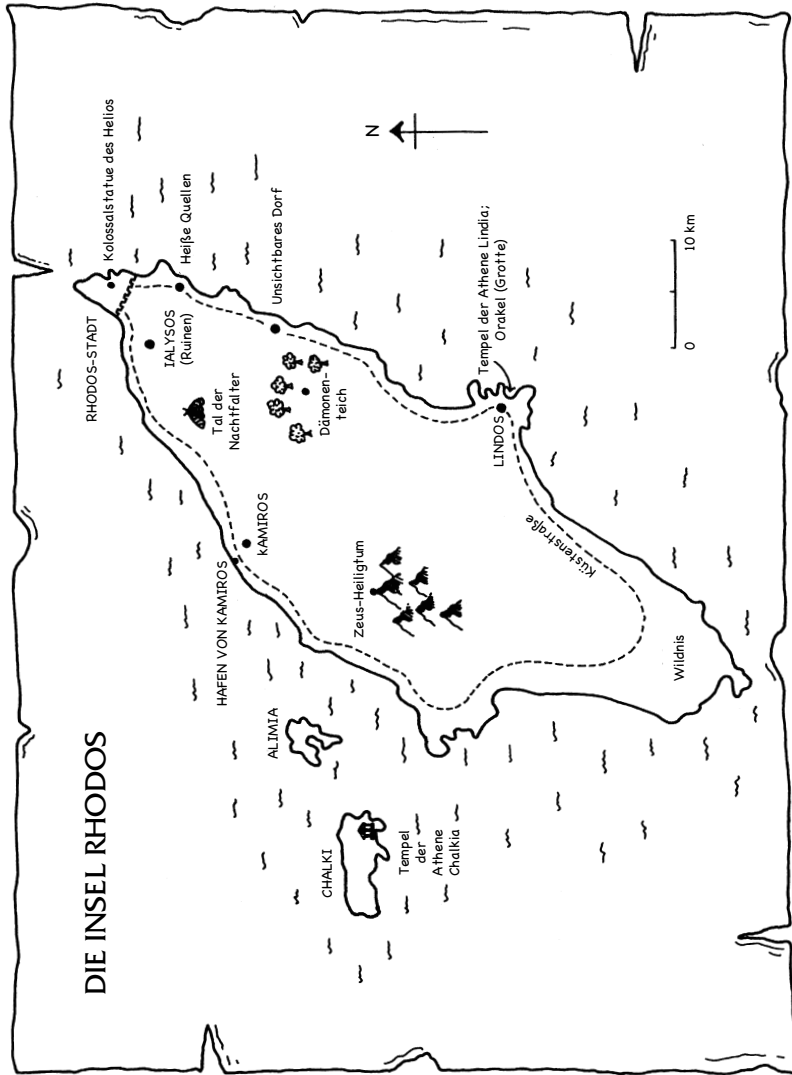 DIE INSEL RHODOS
Kolossalstatue des Helios
RHODOS-STADT
Heiße Quellen
IALYSOS
(Ruinen)
Tal der
Nachtfalter
Unsichtbares Dorf
Dämonen-
teich
N
KAMIROS
HAFEN VON KAMIROS
ALIMIA
CHALKI
Tempel
der
Athene
Chalkia
Zeus-Heiligtum
Tempel der Athene Lindia;
Orakel (Grotte)
LINDOS
Küstenstraße
Wildnis
0
10 km